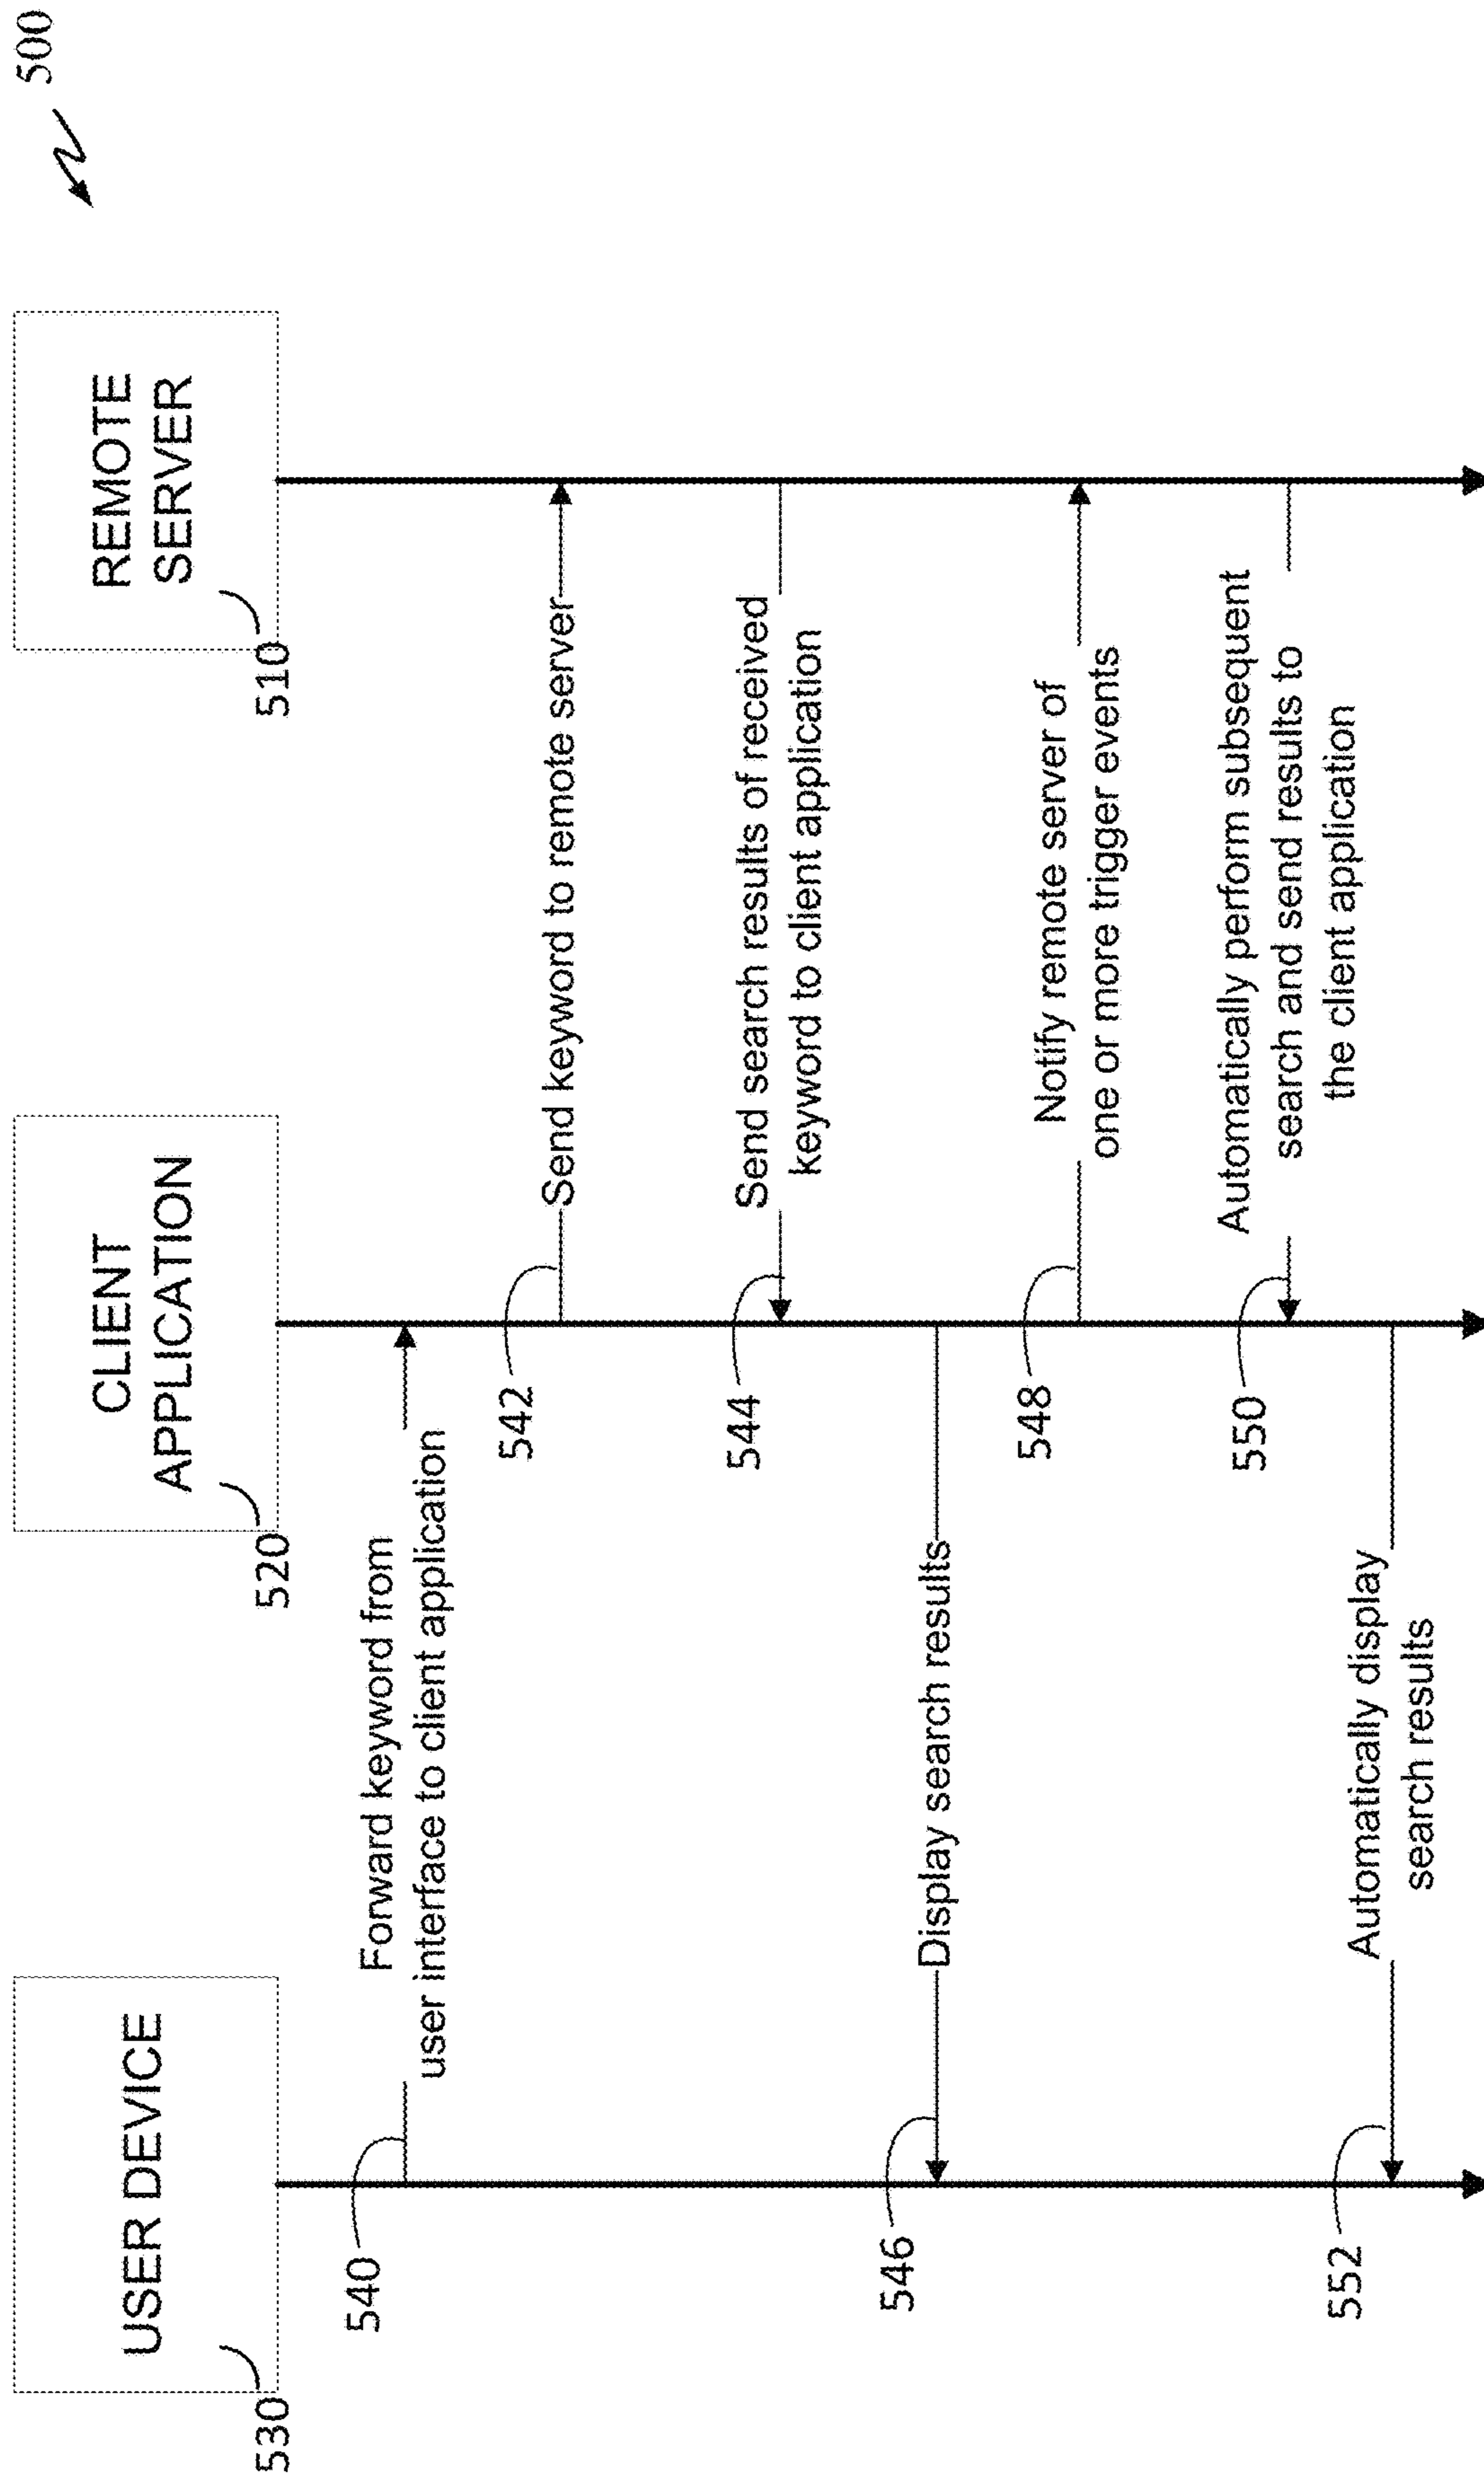 500
USER DEVICE
530
CLIENT
APPLICATION
520
REMOTE
SERVER
510
540
Forward keyword from
user interface to client application
542
Send keyword to remote server
544
Send search results of received
keyword to client application
546
Display search results
548
Notify remote server of
one or more trigger events
550
Automatically perform subsequent
search and send results to
the client application
552
Automatically display
search results